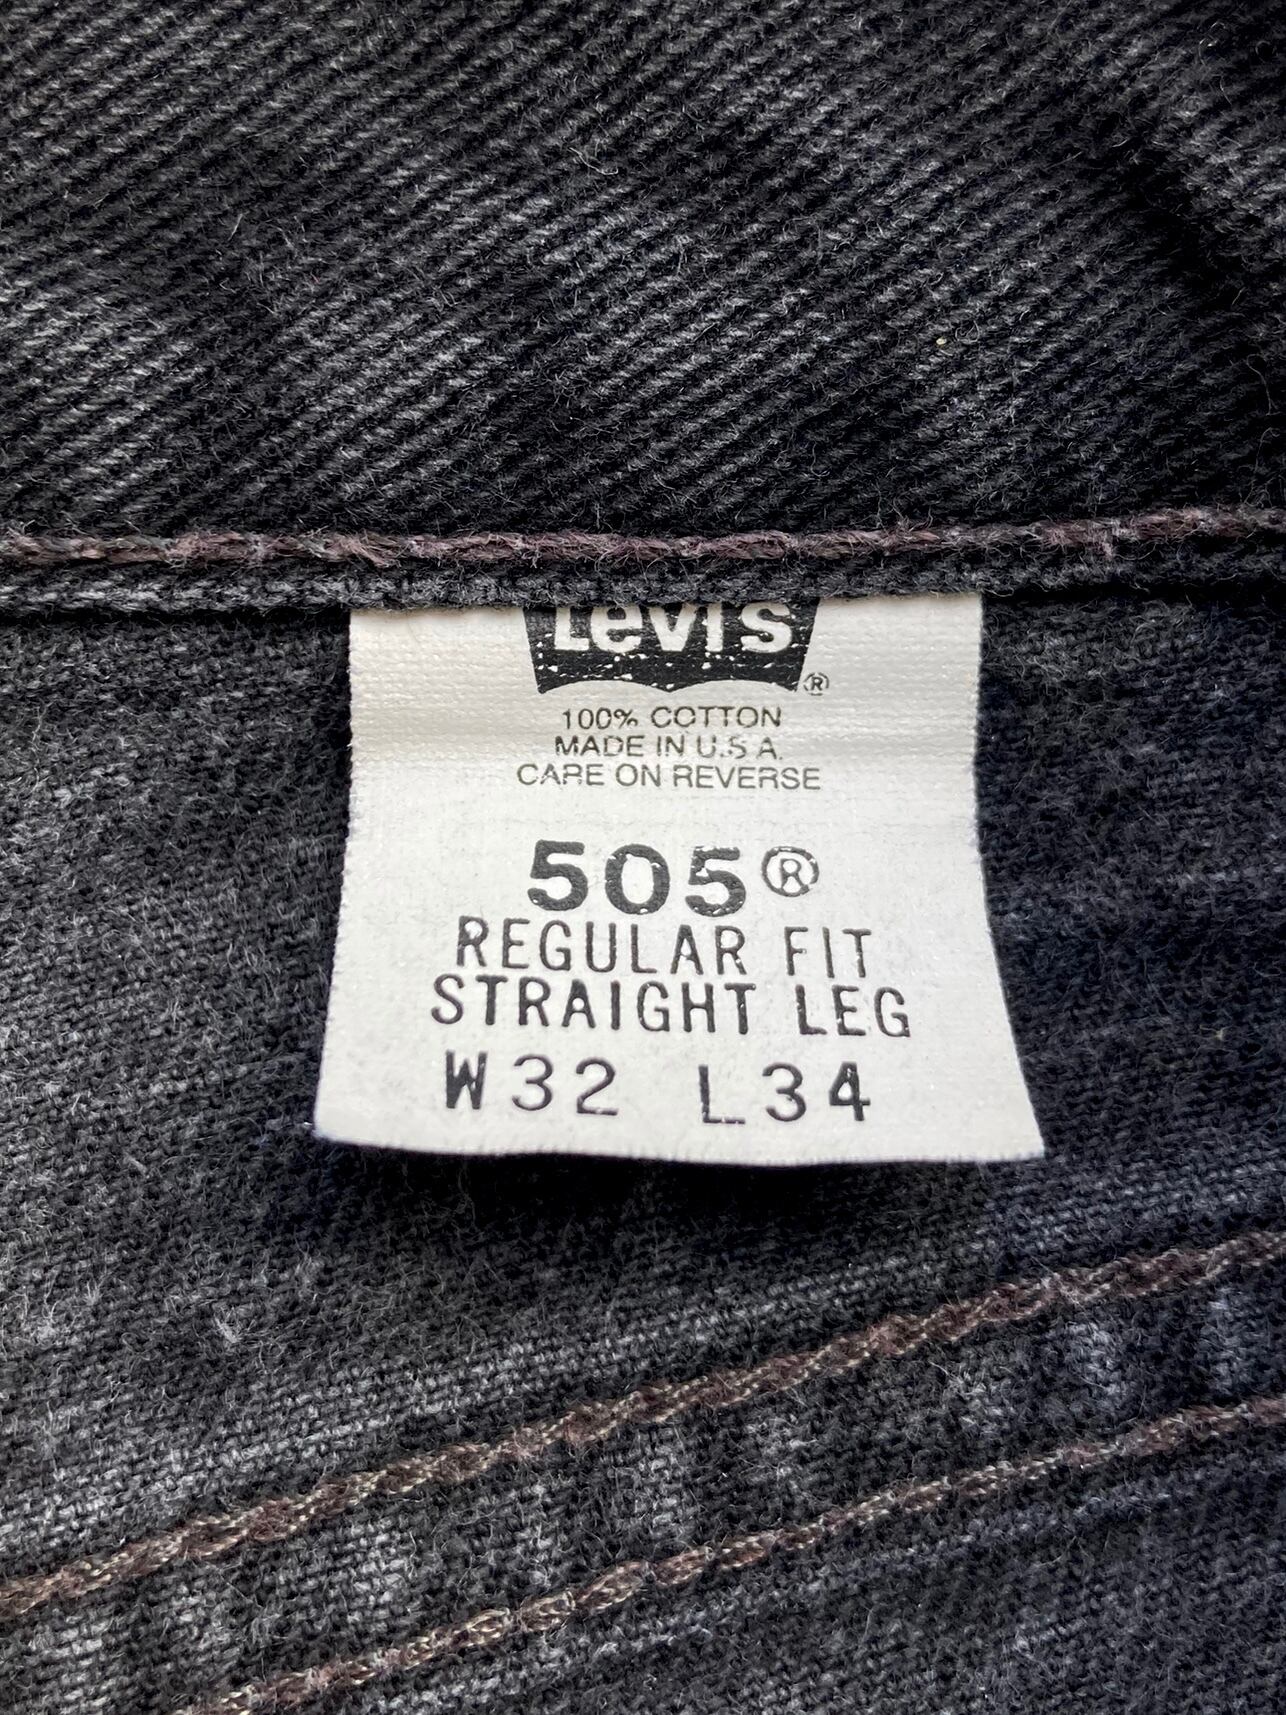 Levi's ®
100% COTTON
MADE IN U.S.A.
CARE ON REVERSE
505®
REGULAR FIT
STRAIGHT LEG
W32 L34